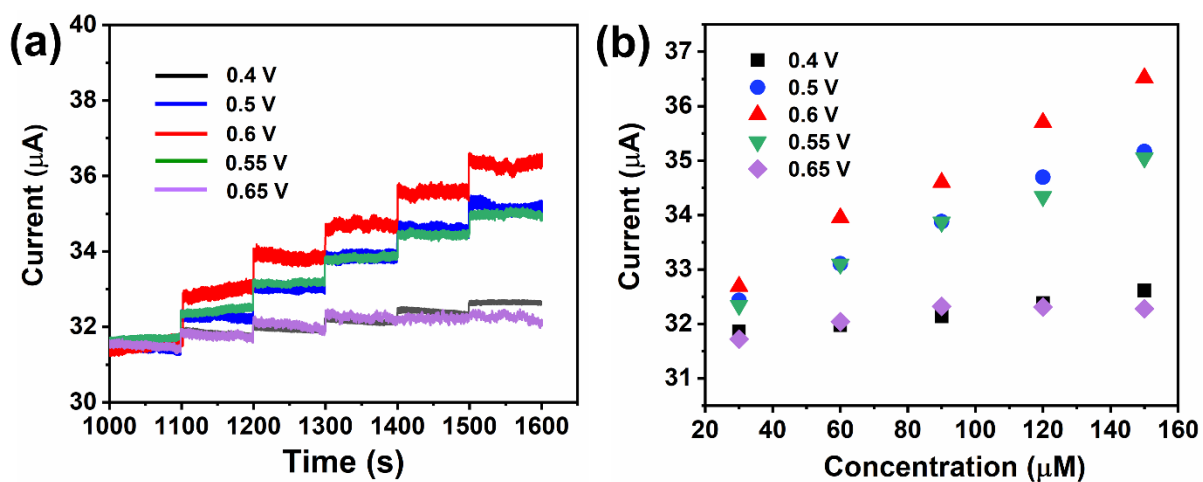 (a)
40
38
36
34
32
30
Current (μA)
0.4 V
0.5 V
0.6 V
0.55 V
0.65 V
1000 1100 1200 1300 1400 1500 1600
Time (s)
(b)
37
36
35
34
33
32
31
Current (μA)
0.4 V
0.5 V
0.6 V
0.55 V
0.65 V
20 40 60 80 100 120 140 160
Concentration (μM)